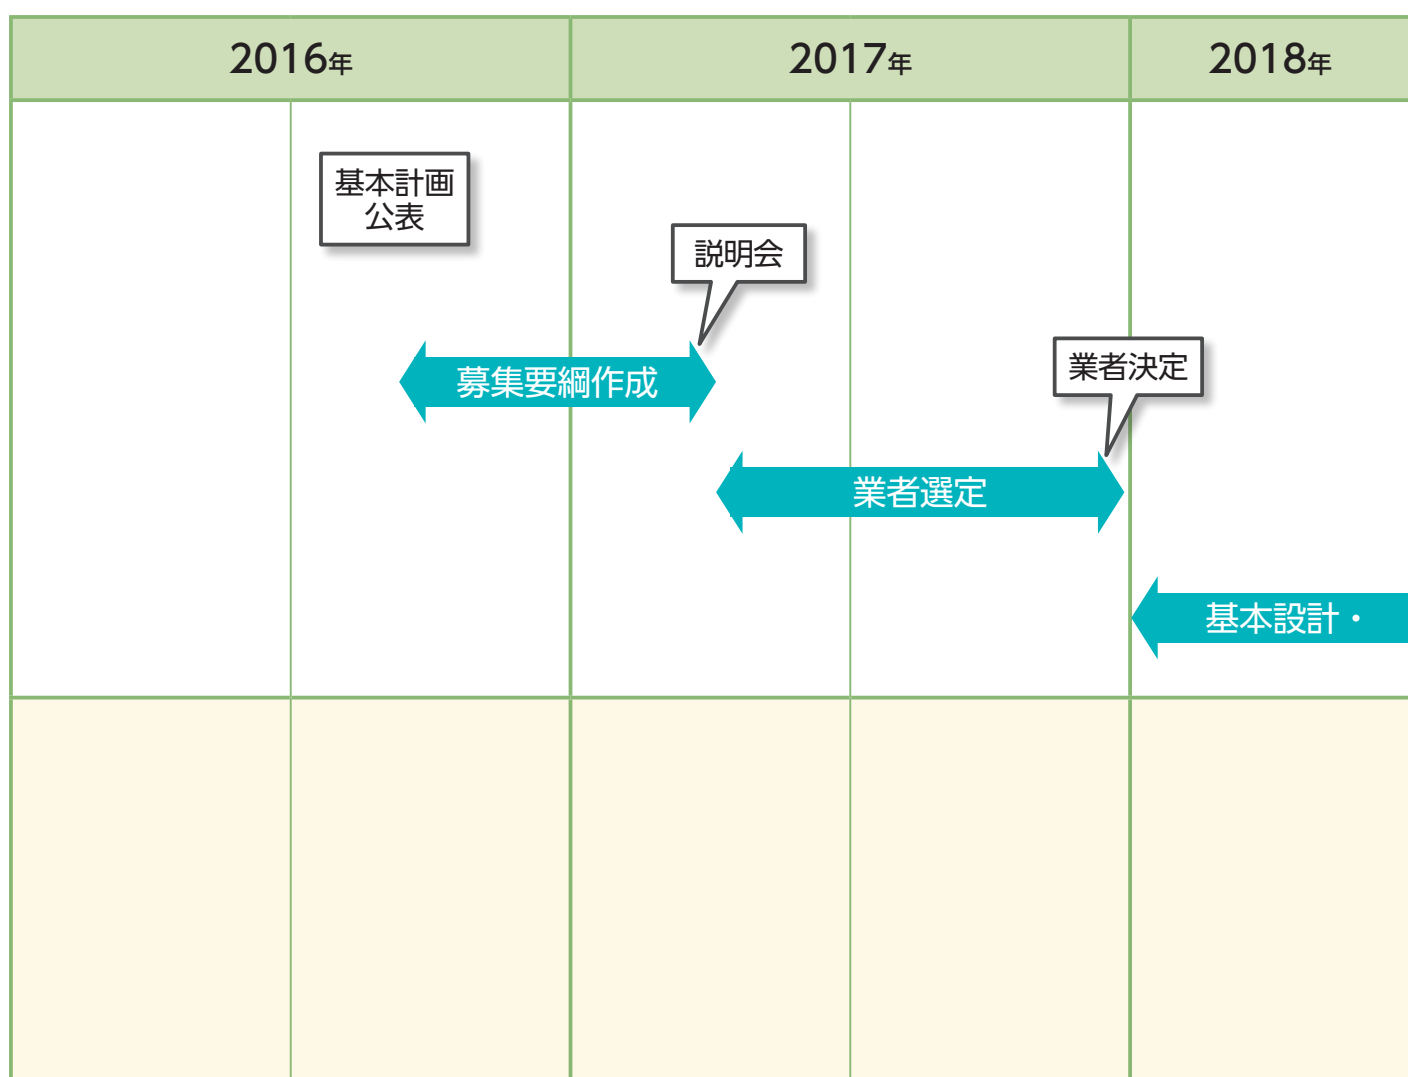 2016年
2017年
2018年
基本計画
公表
説明会
業者決定
募集要綱作成
業者選定
基本設計・